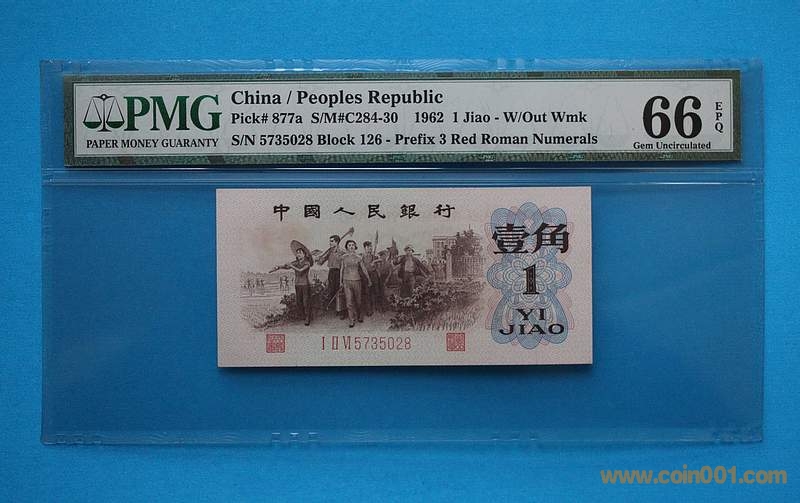 PMG
PAPER MONEY GUARANTY
China / Peoples Republic
Pick# 877a S/M#C284-30 1962 1 Jiao - W/Out Wmk
S/N 5735028 Block 126 - Prefix 3 Red Roman Numerals
66
EPQ
Gem Uncirculated
中國人民銀行
壹角
1
YI
JIAO
I II VI 5735028
www.coin001.com